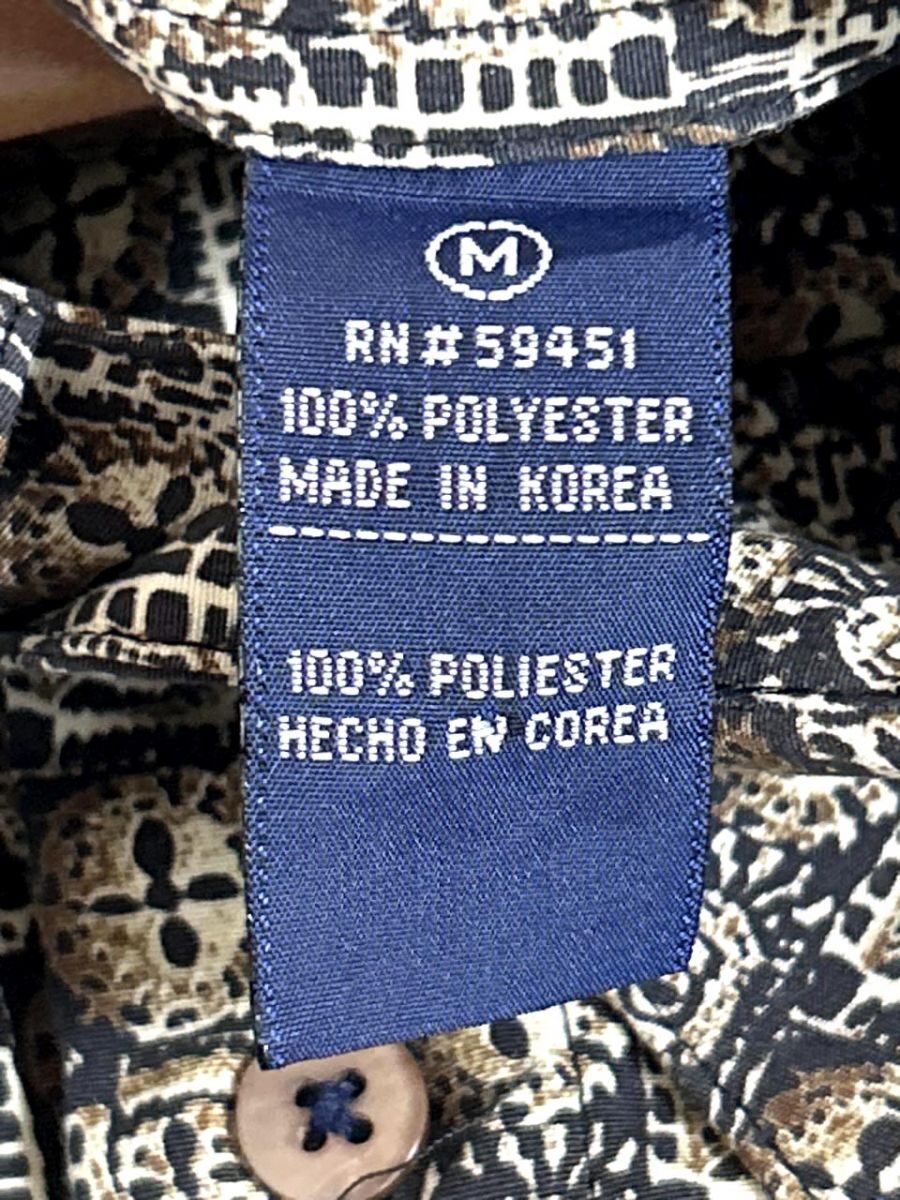 M
RN#59451
100% POLYESTER
MADE IN KOREA
100% POLIESTER
HECHO EN COREA